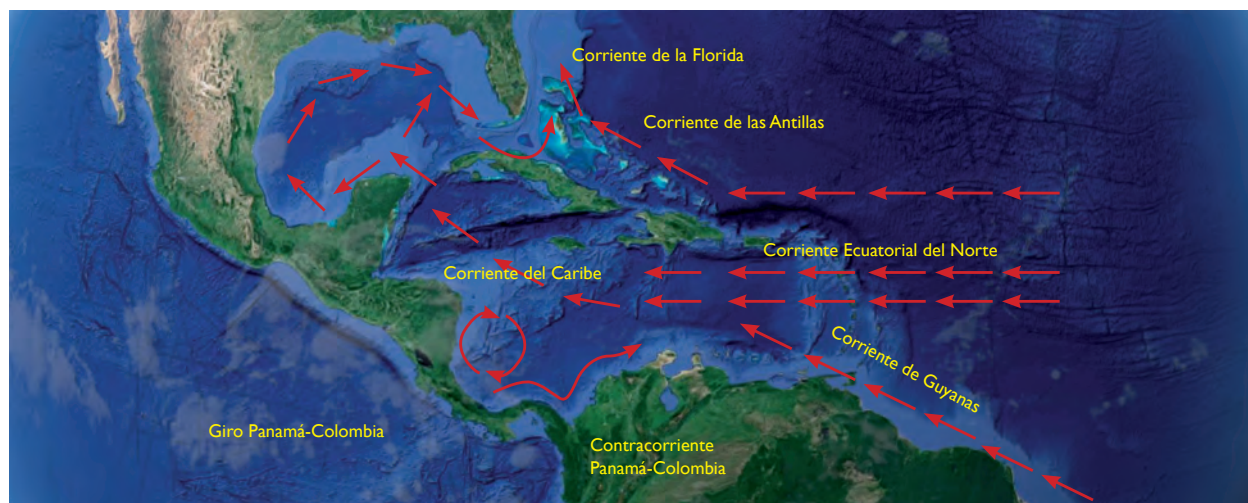 Corriente de la Florida
Corriente de las Antillas
Corriente Ecuatorial del Norte
Corriente del Caribe
Corriente de Guyanas
Giro Panamá-Colombia
Contracorriente
Panamá-Colombia